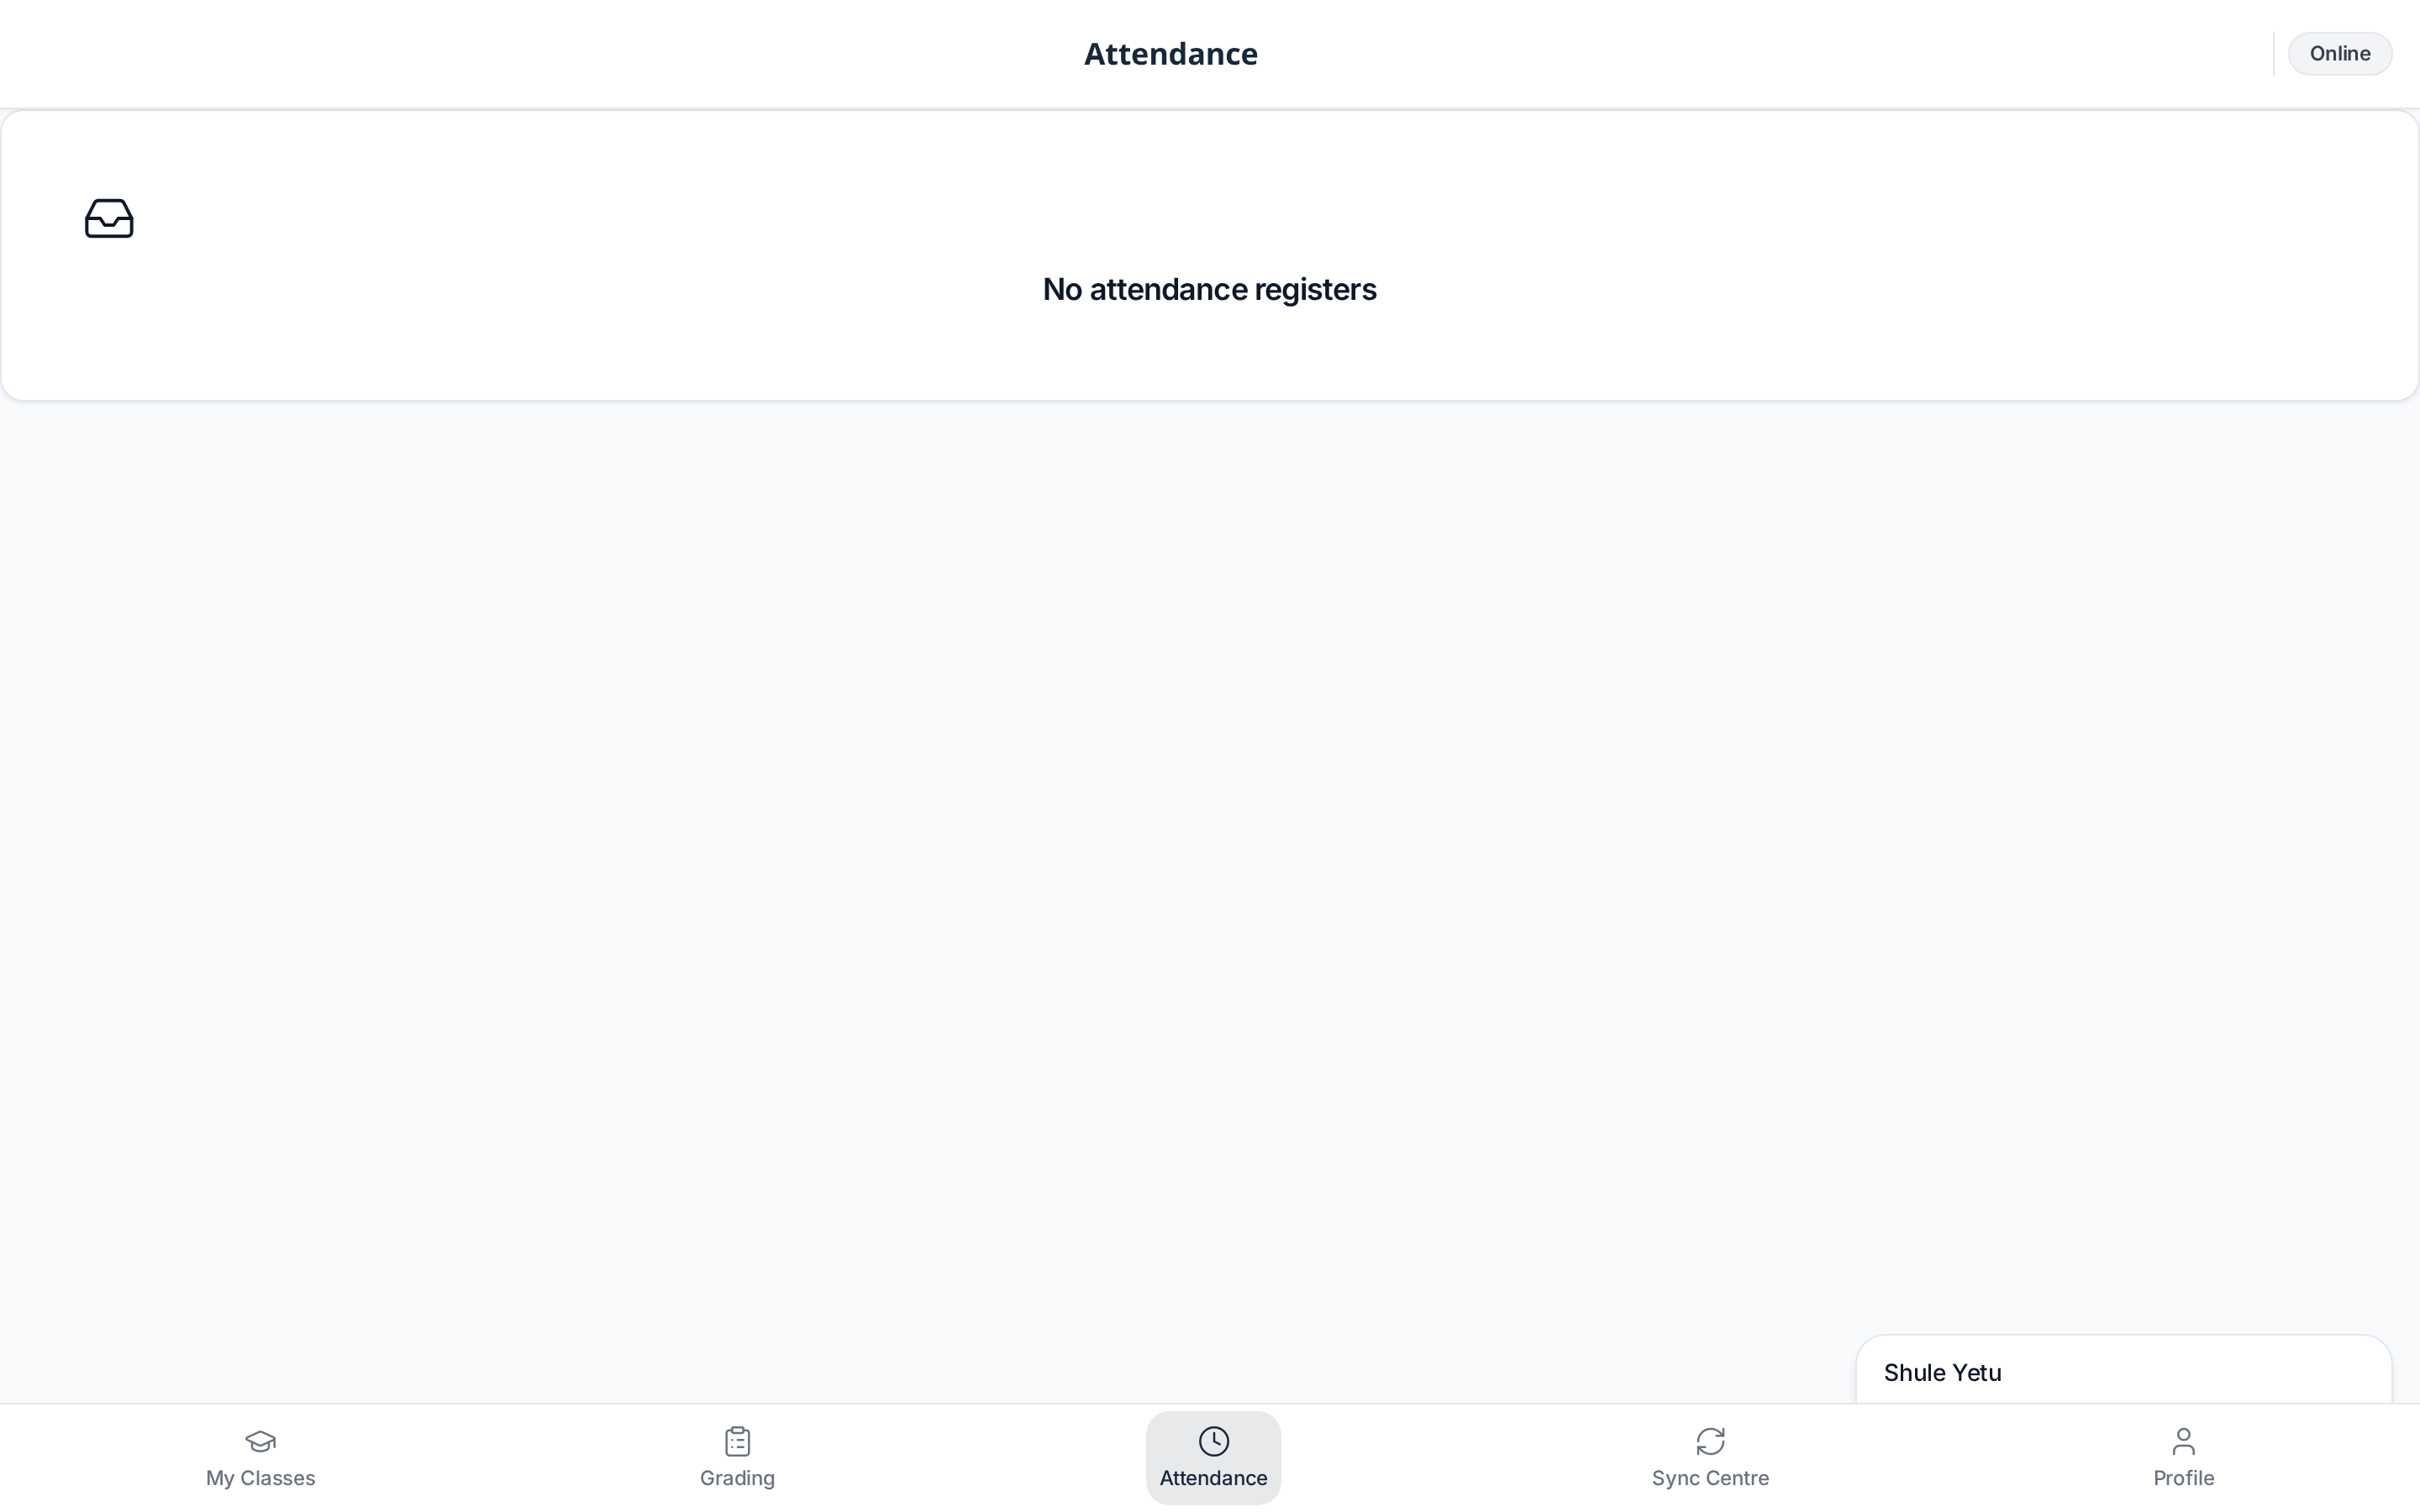 Attendance
Online
No attendance registers
Shule Yetu
My Classes
Grading
Attendance
Sync Centre
Profile